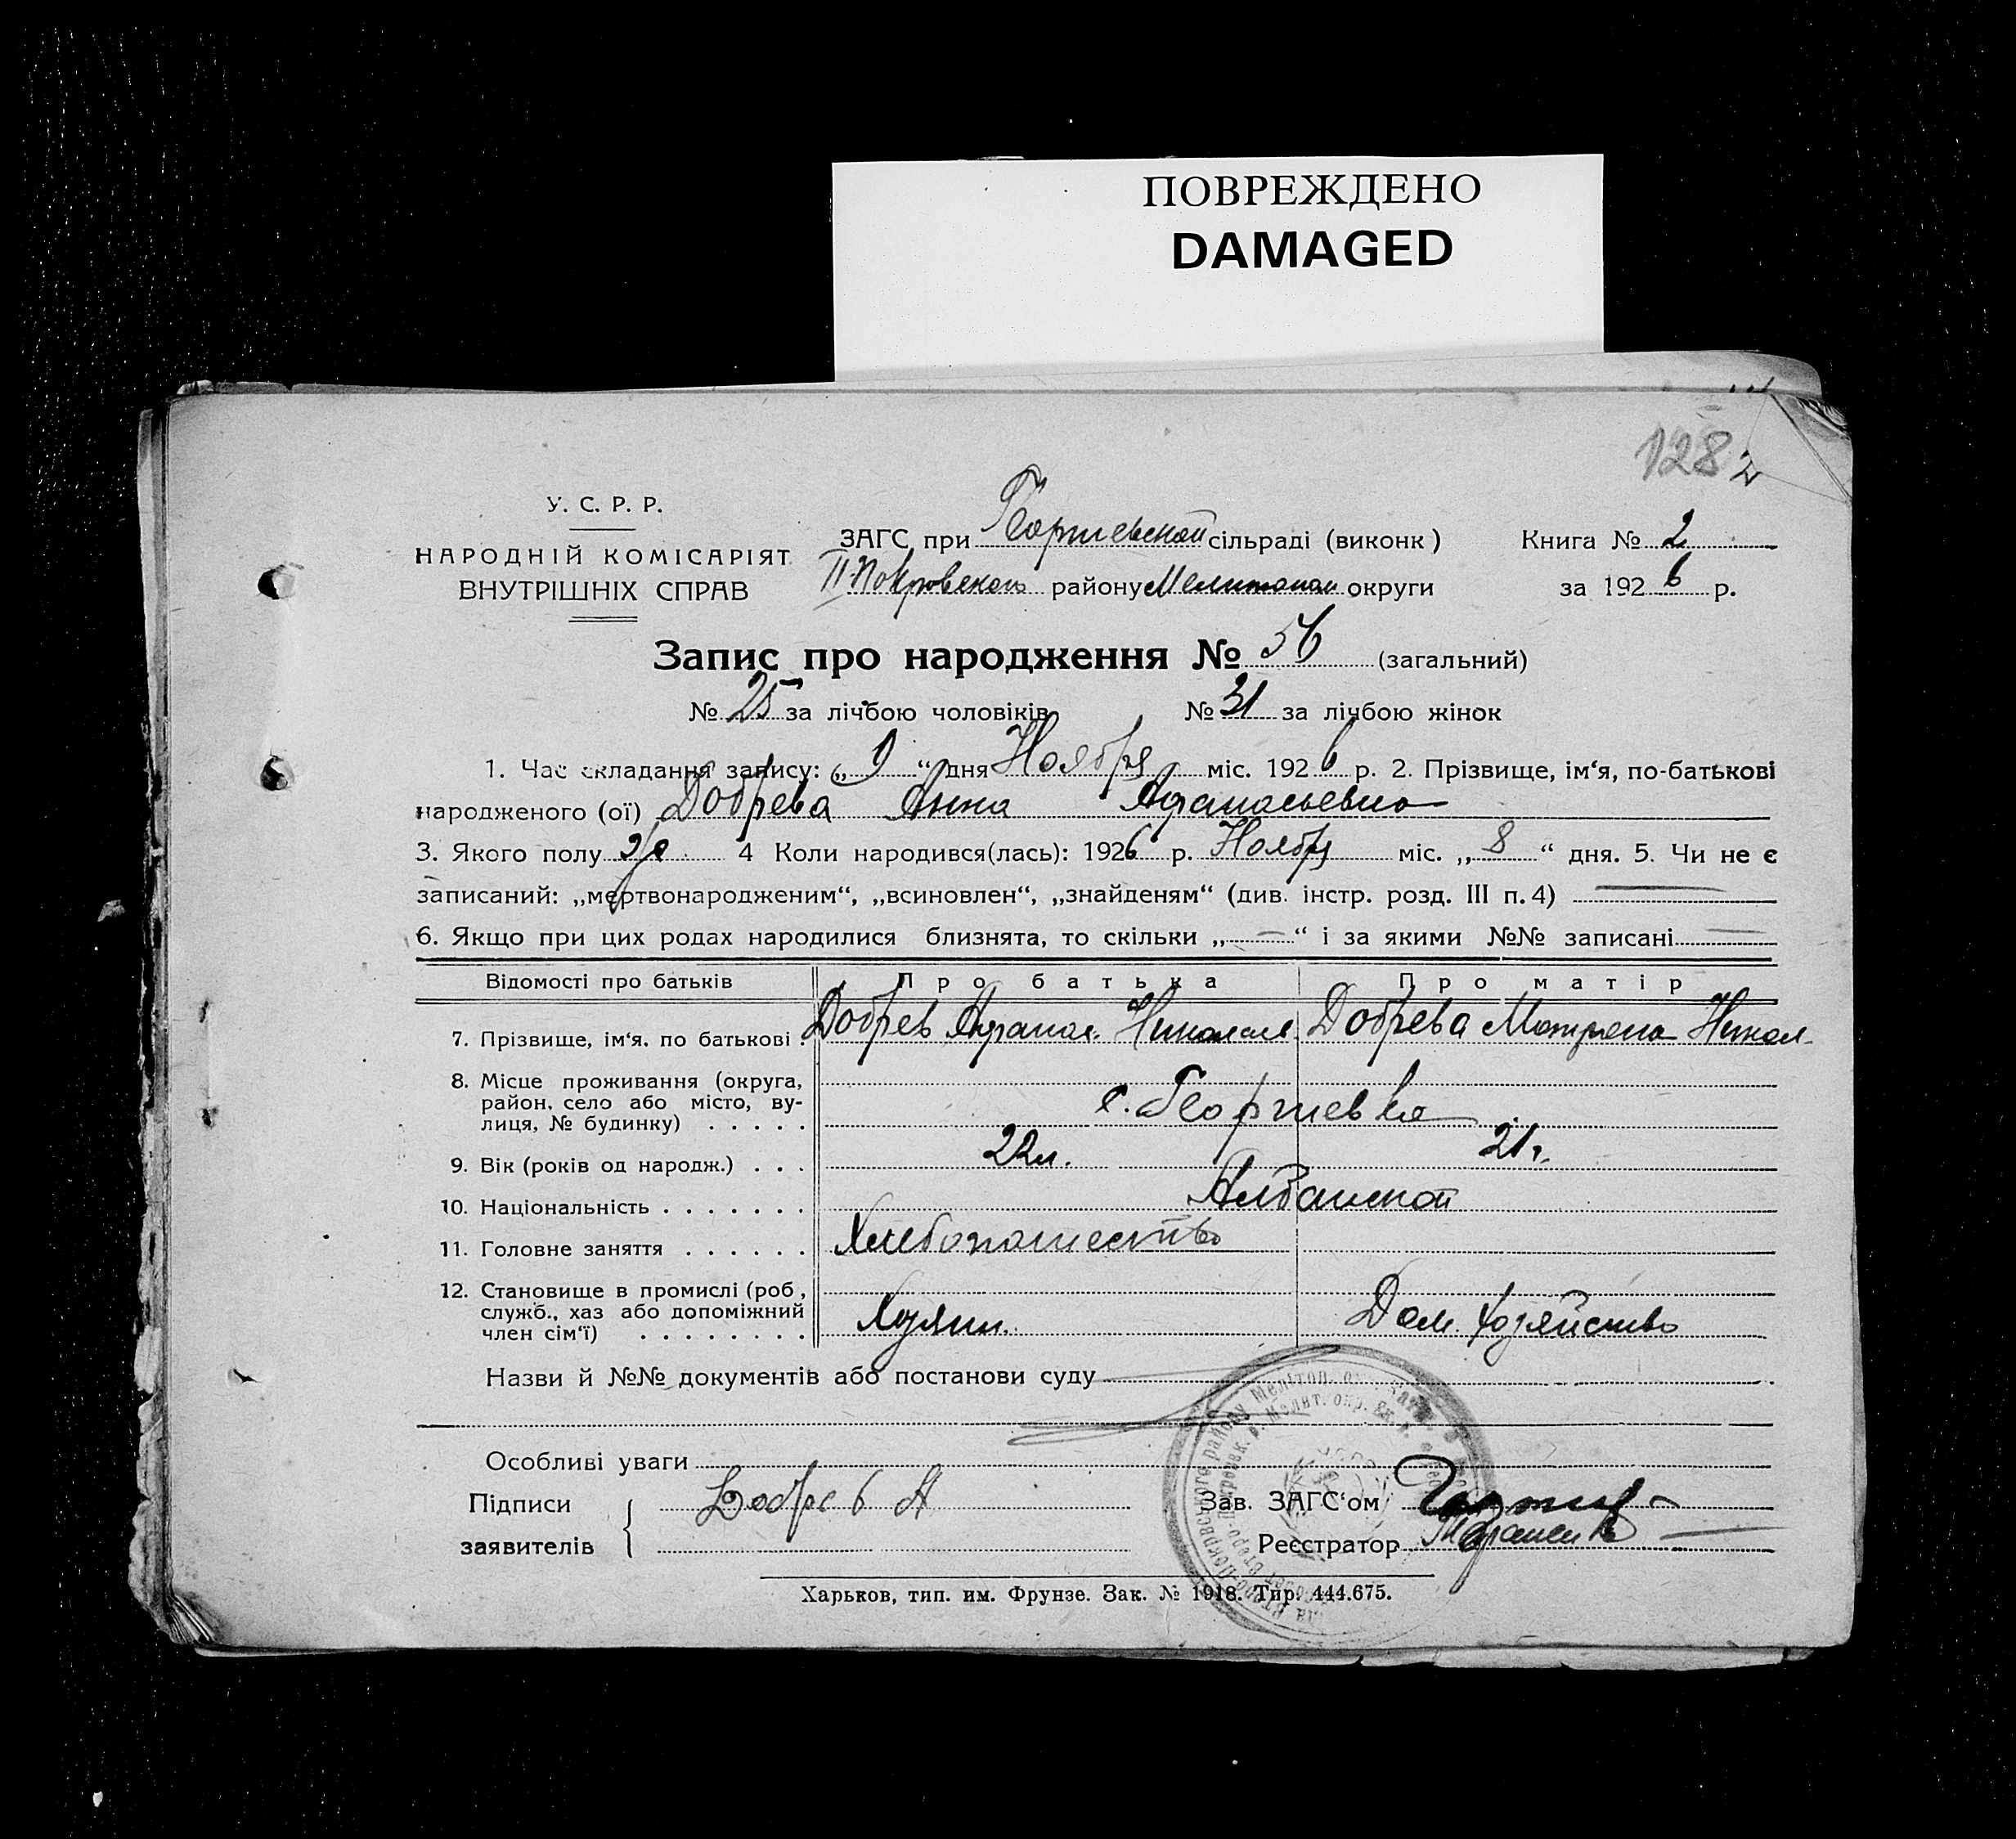 ПОВРЕЖДЕНО
DAMAGED
128
У. С. Р. Р.
НАРОДНІЙ КОМІСАРІЯТ
ВНУТРІШНІХ СПРАВ
ЗАГС при Георгиевской сільраді (виконк)
Книга № 2
II-Покровского району Мелитопол округи
за 1926 р.
Запис про народження № 56 (загальний)
№ 25 за лічбою чоловіків № 31 за лічбою жінок
1. Час складання запису: „9“ дня Ноября міс. 1926 р. 2. Прізвище, ім‘я, по-батькові
народженого (ої) Добрева Анна Афанасьевна
3. Якого полу 4 Коли народився(лась): 1926 р. Ноября міс. „8“ дня. 5. Чи не є
записаний: „мертвонародженим“, „всиновлен“, „знайденям“ (див. інстр. розд. III п. 4)
6. Якщо при цих родах народилися близнята, то скільки „—“ і за якими №№ записані —
Відомості про батьків Про батька Про матір
7. Прізвище, ім‘я. по батькові . Добрев Афанас. Николаев. Добрева Матрена Никол.
8. Місце проживання (округа,
район, село або місто, ву-
лиця, № будинку) . . . . .
с. Георгиевка
9. Вік (років од народж.) . . . 22 л. 21 г.
10. Національність . . . . . . . Албанской
11. Головне заняття . . . . . . Хлебопашество
12. Становище в промислі (роб,
служб., хаз або допоміжний
член сім‘ї) . . . . . . . .
Хозяин. Дом. хозяйство
Назви й №№ документів або постанови суду
Особливі уваги
Підписи
заявителів
Добрев А
Зав. ЗАГС‘ом
Реєстратор
Харьков, тип. им. Фрунзе. Зак. № 1918. Тир. 444.675.